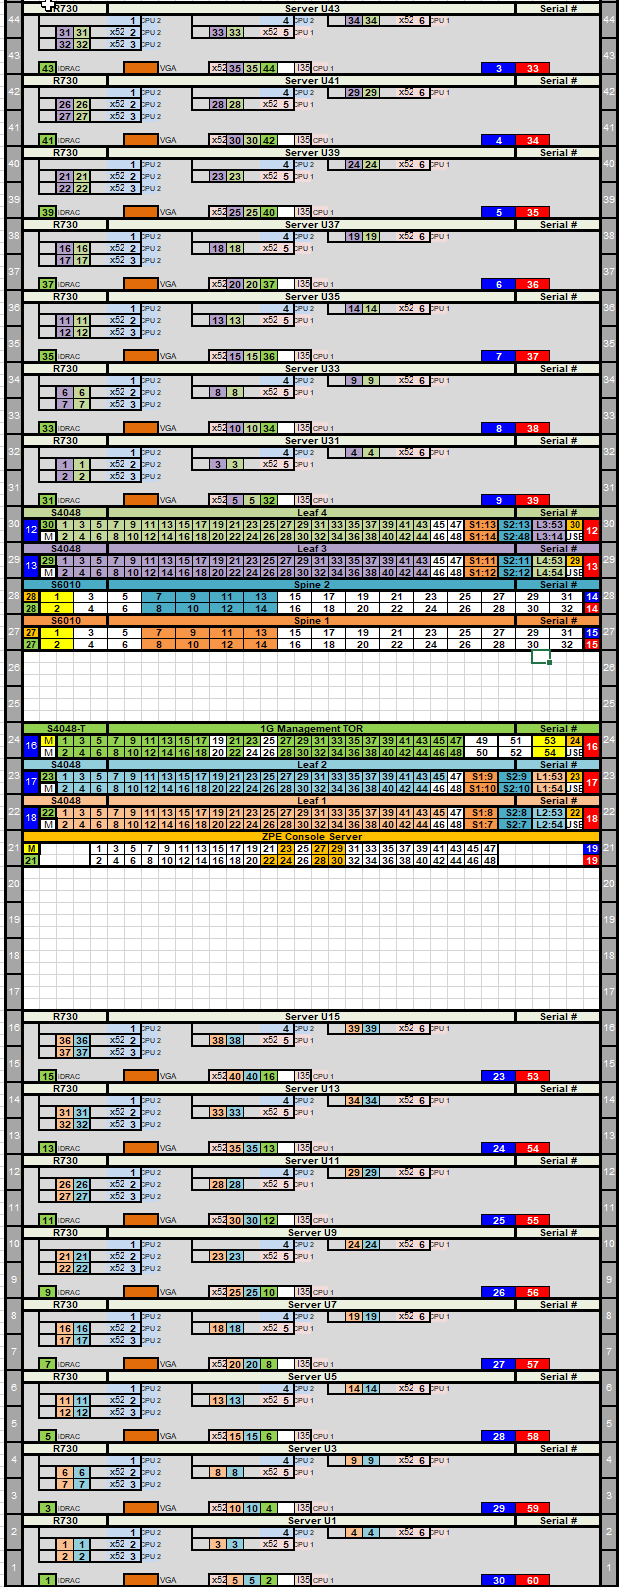 R730 Server U43 Serial #
44 1 CPU 2 4 CPU 2 34 34 x52 6 CPU 1 44
31 31 x52 2 CPU 2 33 33 x52 5 CPU 1
32 32 x52 3 CPU 2
43 43
43 iDRAC VGA x52 35 35 44 I35 CPU 1 3 33
R730 Server U41 Serial #
42 1 CPU 2 4 CPU 2 29 29 x52 6 CPU 1 42
26 26 x52 2 CPU 2 28 28 x52 5 CPU 1
27 27 x52 3 CPU 2
41 41
41 iDRAC VGA x52 30 30 42 I35 CPU 1 4 34
R730 Server U39 Serial #
40 1 CPU 2 4 CPU 2 24 24 x52 6 CPU 1 40
21 21 x52 2 CPU 2 23 23 x52 5 CPU 1
22 22 x52 3 CPU 2
39 39
39 iDRAC VGA x52 25 25 40 I35 CPU 1 5 35
R730 Server U37 Serial #
38 1 CPU 2 4 CPU 2 19 19 x52 6 CPU 1 38
16 16 x52 2 CPU 2 18 18 x52 5 CPU 1
17 17 x52 3 CPU 2
37 37
37 iDRAC VGA x52 20 20 37 I35 CPU 1 6 36
R730 Server U35 Serial #
36 1 CPU 2 4 CPU 2 14 14 x52 6 CPU 1 36
11 11 x52 2 CPU 2 13 13 x52 5 CPU 1
12 12 x52 3 CPU 2
35 35
35 iDRAC VGA x52 15 15 36 I35 CPU 1 7 37
R730 Server U33 Serial #
34 1 CPU 2 4 CPU 2 9 9 x52 6 CPU 1 34
6 6 x52 2 CPU 2 8 8 x52 5 CPU 1
7 7 x52 3 CPU 2
33 33
33 iDRAC VGA x52 10 10 34 I35 CPU 1 8 38
R730 Server U31 Serial #
32 1 CPU 2 4 CPU 2 4 4 x52 6 CPU 1 32
1 1 x52 2 CPU 2 3 3 x52 5 CPU 1
2 2 x52 3 CPU 2
31 31
31 iDRAC VGA x52 5 5 32 I35 CPU 1 9 39
S4048 Leaf 4 Serial #
30 12 30 1 3 5 7 9 11 13 15 17 19 21 23 25 27 29 31 33 35 37 39 41 43 45 47 S1:13 S2:13 L3:53 30 12 30
M 2 4 6 8 10 12 14 16 18 20 22 24 26 28 30 32 34 36 38 40 42 44 46 48 S1:14 S2:48 L3:14 USB
S4048 Leaf 3 Serial #
29 13 29 1 3 5 7 9 11 13 15 17 19 21 23 25 27 29 31 33 35 37 39 41 43 45 47 S1:11 S2:11 L4:53 29 13 29
M 2 4 6 8 10 12 14 16 18 20 22 24 26 28 30 32 34 36 38 40 42 44 46 48 S1:12 S2:12 L4:54 USB
S6010 Spine 2 Serial #
28 28 1 3 5 7 9 11 13 15 17 19 21 23 25 27 29 31 14 28
28 2 4 6 8 10 12 14 16 18 20 22 24 26 28 30 32 14
S6010 Spine 1 Serial #
27 27 1 3 5 7 9 11 13 15 17 19 21 23 25 27 29 31 15 27
27 2 4 6 8 10 12 14 16 18 20 22 24 26 28 30 32 15
26 26
25 25
S4048-T 1G Management TOR Serial #
24 16 M 1 3 5 7 9 11 13 15 17 19 21 23 25 27 29 31 33 35 37 39 41 43 45 47 49 51 53 24 16 24
M 2 4 6 8 10 12 14 16 18 20 22 24 26 28 30 32 34 36 38 40 42 44 46 48 50 52 54 USB
S4048 Leaf 2 Serial #
23 17 23 1 3 5 7 9 11 13 15 17 19 21 23 25 27 29 31 33 35 37 39 41 43 45 47 S1:9 S2:9 L1:53 23 17 23
M 2 4 6 8 10 12 14 16 18 20 22 24 26 28 30 32 34 36 38 40 42 44 46 48 S1:10 S2:10 L1:54 USB
S4048 Leaf 1 Serial #
22 18 22 1 3 5 7 9 11 13 15 17 19 21 23 25 27 29 31 33 35 37 39 41 43 45 47 S1:8 S2:8 L2:53 22 18 22
M 2 4 6 8 10 12 14 16 18 20 22 24 26 28 30 32 34 36 38 40 42 44 46 48 S1:7 S2:7 L2:54 USB
ZPE Console Server
21 M 1 3 5 7 9 11 13 15 17 19 21 23 25 27 29 31 33 35 37 39 41 43 45 47 19 21
21 2 4 6 8 10 12 14 16 18 20 22 24 26 28 30 32 34 36 38 40 42 44 46 48 19
20 20
19 19
18 18
17 17
R730 Server U15 Serial #
16 1 CPU 2 4 CPU 2 39 39 x52 6 CPU 1 16
36 36 x52 2 CPU 2 38 38 x52 5 CPU 1
37 37 x52 3 CPU 2
15 15
15 iDRAC VGA x52 40 40 16 I35 CPU 1 23 53
R730 Server U13 Serial #
14 1 CPU 2 4 CPU 2 34 34 x52 6 CPU 1 14
31 31 x52 2 CPU 2 33 33 x52 5 CPU 1
32 32 x52 3 CPU 2
13 13
13 iDRAC VGA x52 35 35 13 I35 CPU 1 24 54
R730 Server U11 Serial #
12 1 CPU 2 4 CPU 2 29 29 x52 6 CPU 1 12
26 26 x52 2 CPU 2 28 28 x52 5 CPU 1
27 27 x52 3 CPU 2
11 11
11 iDRAC VGA x52 30 30 12 I35 CPU 1 25 55
R730 Server U9 Serial #
10 1 CPU 2 4 CPU 2 24 24 x52 6 CPU 1 10
21 21 x52 2 CPU 2 23 23 x52 5 CPU 1
22 22 x52 3 CPU 2
9 9
9 iDRAC VGA x52 25 25 10 I35 CPU 1 26 56
R730 Server U7 Serial #
8 1 CPU 2 4 CPU 2 19 19 x52 6 CPU 1 8
16 16 x52 2 CPU 2 18 18 x52 5 CPU 1
17 17 x52 3 CPU 2
7 7
7 iDRAC VGA x52 20 20 8 I35 CPU 1 27 57
R730 Server U5 Serial #
6 1 CPU 2 4 CPU 2 14 14 x52 6 CPU 1 6
11 11 x52 2 CPU 2 13 13 x52 5 CPU 1
12 12 x52 3 CPU 2
5 5
5 iDRAC VGA x52 15 15 6 I35 CPU 1 28 58
R730 Server U3 Serial #
4 1 CPU 2 4 CPU 2 9 9 x52 6 CPU 1 4
6 6 x52 2 CPU 2 8 8 x52 5 CPU 1
7 7 x52 3 CPU 2
3 3
3 iDRAC VGA x52 10 10 4 I35 CPU 1 29 59
R730 Server U1 Serial #
2 1 CPU 2 4 CPU 2 4 4 x52 6 CPU 1 2
1 1 x52 2 CPU 2 3 3 x52 5 CPU 1
2 2 x52 3 CPU 2
1 1
1 iDRAC VGA x52 5 5 2 I35 CPU 1 30 60